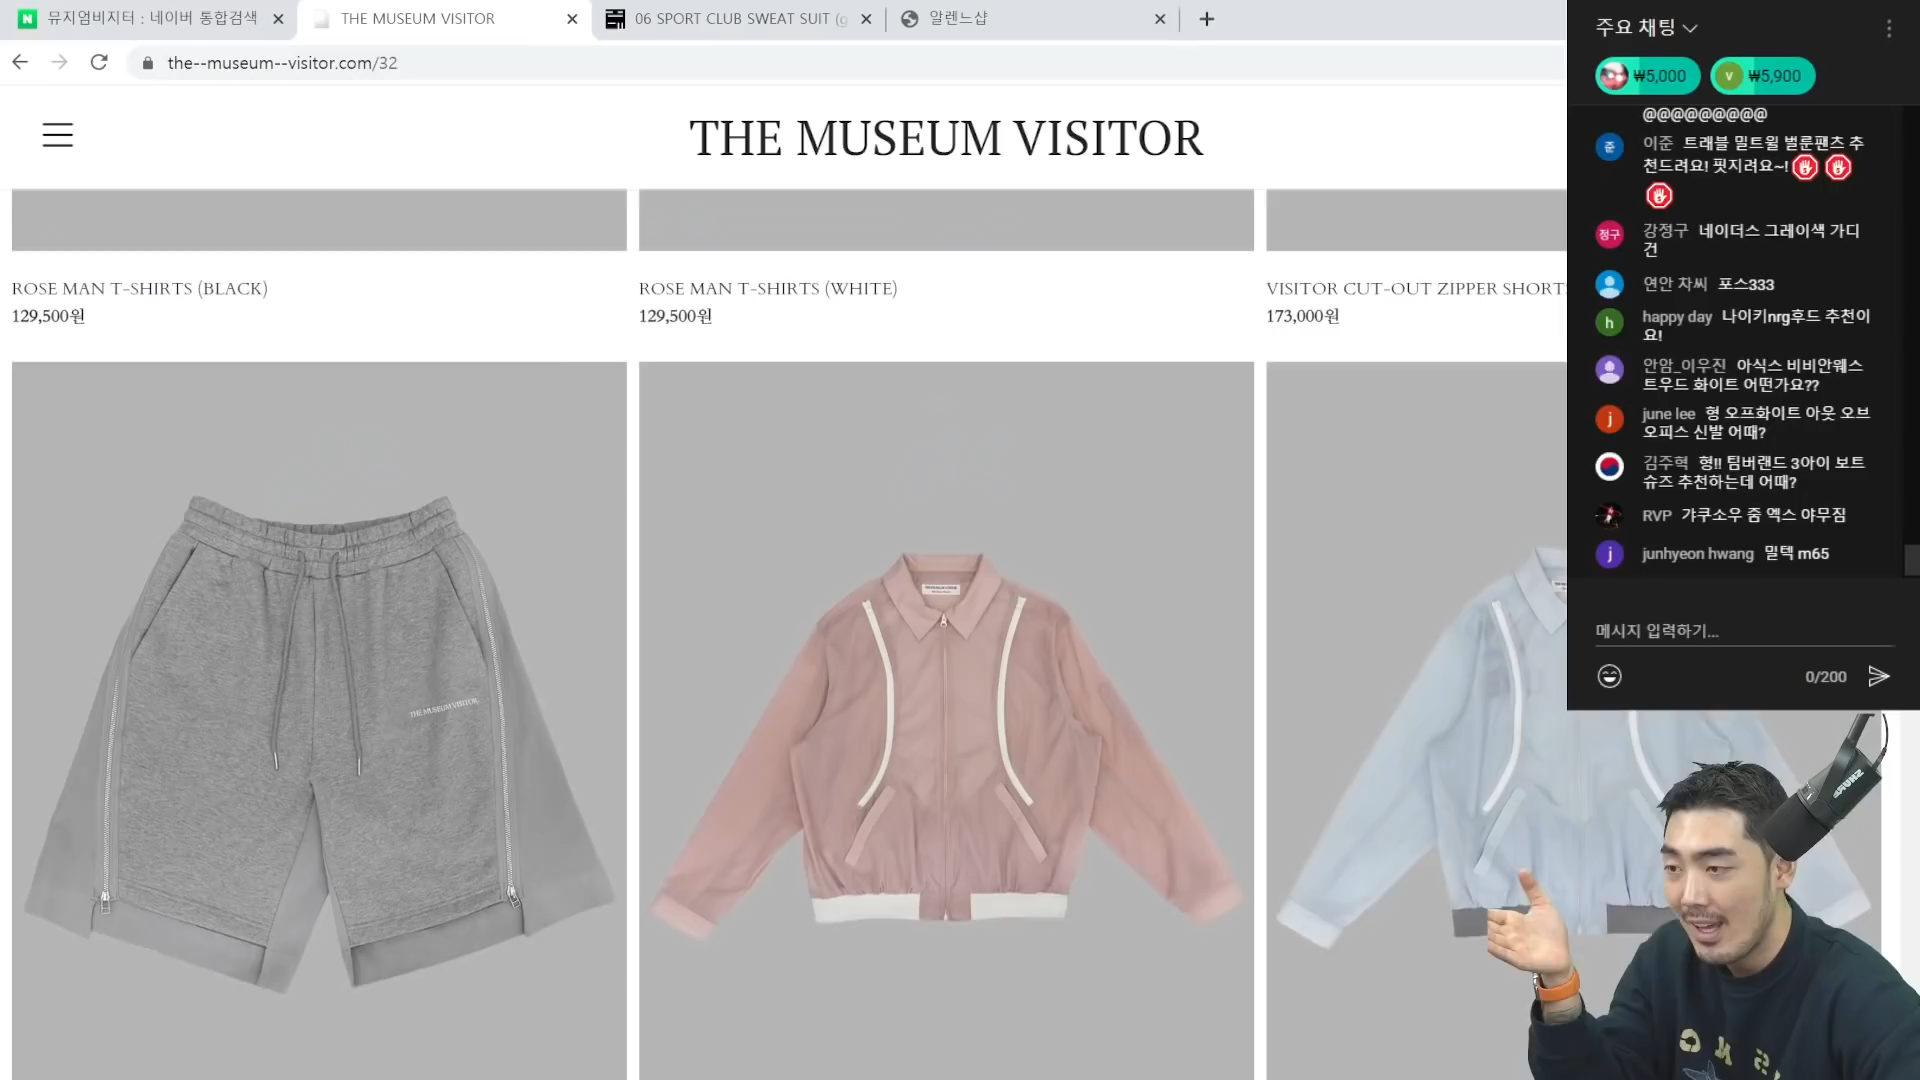 뮤지엄비지터 : 네이버 통합검색
THE MUSEUM VISITOR
06 SPORT CLUB SWEAT SUIT (g
알렌느샵
the--museum--visitor.com/32
THE MUSEUM VISITOR
ROSE MAN T-SHIRTS (BLACK)
129,500원
ROSE MAN T-SHIRTS (WHITE)
129,500원
VISITOR CUT-OUT ZIPPER SHORT
173,000원
THE MUSEUM VISITOR
주요 채팅
₩5,000
V ₩5,900
@@@@@@@@@
준 이준 트래블 밀트윌 벌룬팬츠 추
천드려요! 핏지려요~!
정구 강정구 네이더스 그레이색 가디
건
연안 차씨 포스333
h happy day 나이키nrg후드 추천이
요!
안암_이우진 아식스 비비안웨스
트우드 화이트 어떤가요??
j june lee 형 오프화이트 아웃 오브
오피스 신발 어때?
김주혁 형!! 팀버랜드 3아이 보트
슈즈 추천하는데 어때?
RVP 갸쿠소우 줌 엑스 야무짐
j junhyeon hwang 밀텍 m65
메시지 입력하기...
0/200
SHURE